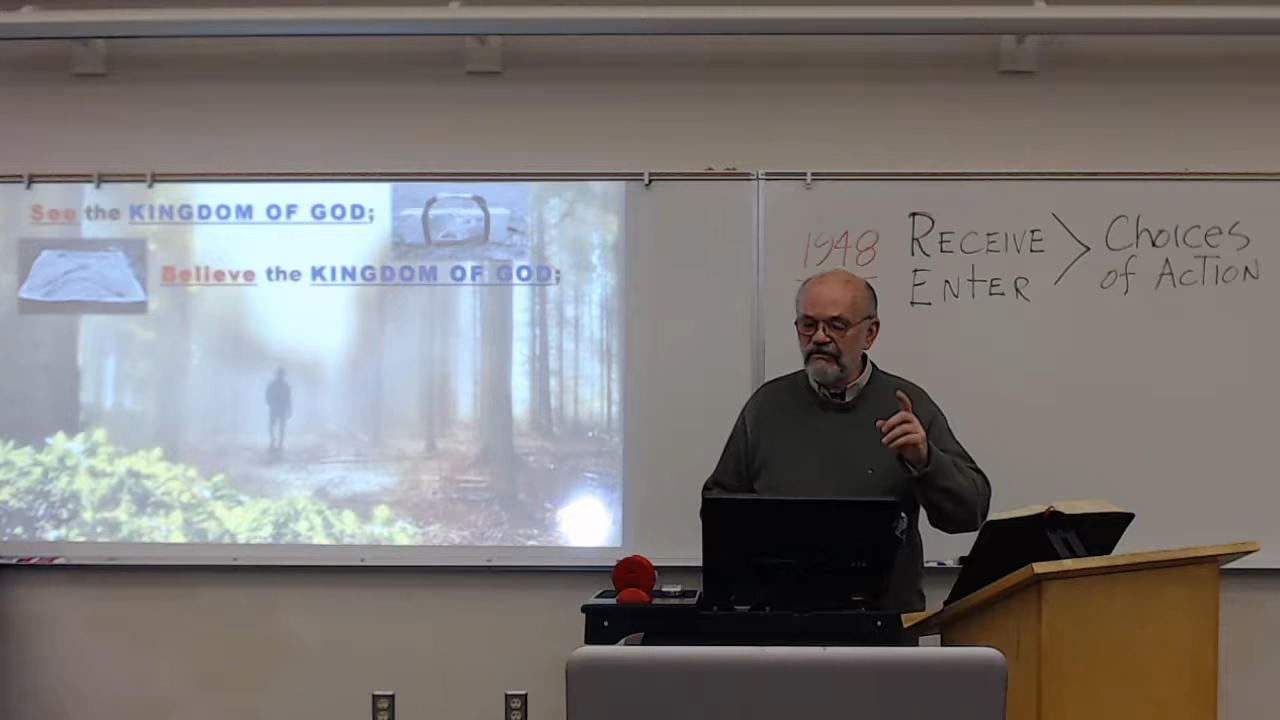 See the KINGDOM OF GOD;
Believe the KINGDOM OF GOD;
1948
RECEIVE
ENTER
Choices
of ACTION